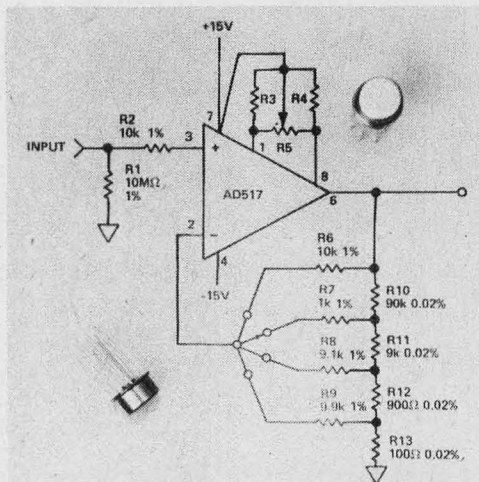 +15V
R3
R4
R2
10k 1%
7
INPUT
3
+
1
R5
R1
10MΩ
1%
8
AD517
6
2
−
4
-15V
R6
10k 1%
R7
1k 1%
R10
90k 0.02%
R8
9.1k 1%
R11
9k 0.02%
R9
9.9k 1%
R12
900Ω 0.02%
R13
100Ω 0.02%